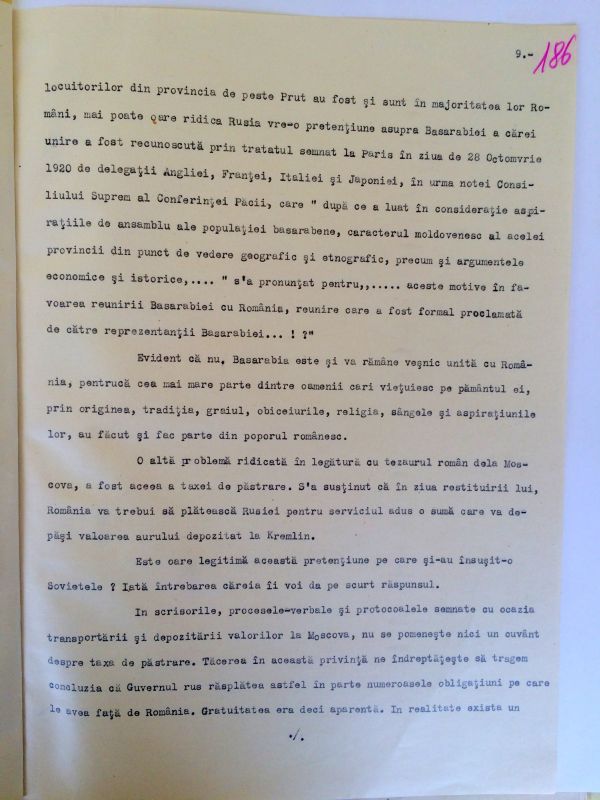 9.- 186
locuitorilor din provincia de peste Prut au fost şi sunt în majoritatea lor Ro-
mâni, mai poate oare ridica Rusia vre-o pretenţiune asupra Basarabiei a cărei
unire a fost recunoscută prin tratatul semnat la Paris în ziua de 28 Octomvrie
1920 de delegaţii Angliei, Franţei, Italiei şi Japoniei, în urma notei Consi-
liului Suprem al Conferinţei Păcii, care " după ce a luat în consideraţie aspi-
raţiile de ansamblu ale populaţiei basarabene, caracterul moldovenesc al acelei
provincii din punct de vedere geografic şi etnografic, precum şi argumentele
economice şi istorice,.... " s'a pronunţat pentru,,..... aceste motive în fa-
voarea reunirii Basarabiei cu România, reunire care a fost formal proclamată
de către reprezentanţii Basarabiei... ! ?"
Evident că nu. Basarabia este şi va rămâne veşnic unită cu Româ-
nia, pentrucă cea mai mare parte dintre oamenii cari vieţuiesc pe pământul ei,
prin originea, tradiţia, graiul, obiceiurile, religia, sângele şi aspiraţiunile
lor, au făcut şi fac parte din poporul românesc.
O altă problemă ridicată în legătură cu tezaurul român dela Mos-
cova, a fost aceea a taxei de păstrare. S'a susţinut că în ziua restituirii lui,
România va trebui să plătească Rusiei pentru serviciul adus o sumă care va de-
păşi valoarea aurului depozitat la Kremlin.
Este oare legitimă această pretenţiune pe care şi-au însuşit-o
Sovietele ? Iată întrebarea căreia îi voi da pe scurt răspunsul.
In scrisorile, procesele-verbale şi protocoalele semnate cu ocazia
transportării şi depozitării valorilor la Moscova, nu se pomeneşte nici un cuvânt
despre taxa de păstrare. Tăcerea în această privinţă ne îndreptăţeşte să tragem
concluzia că Guvernul rus răsplătea astfel în parte numeroasele obligaţiuni pe care
le avea faţă de România. Gratuitatea era deci aparentă. In realitate exista un
./.